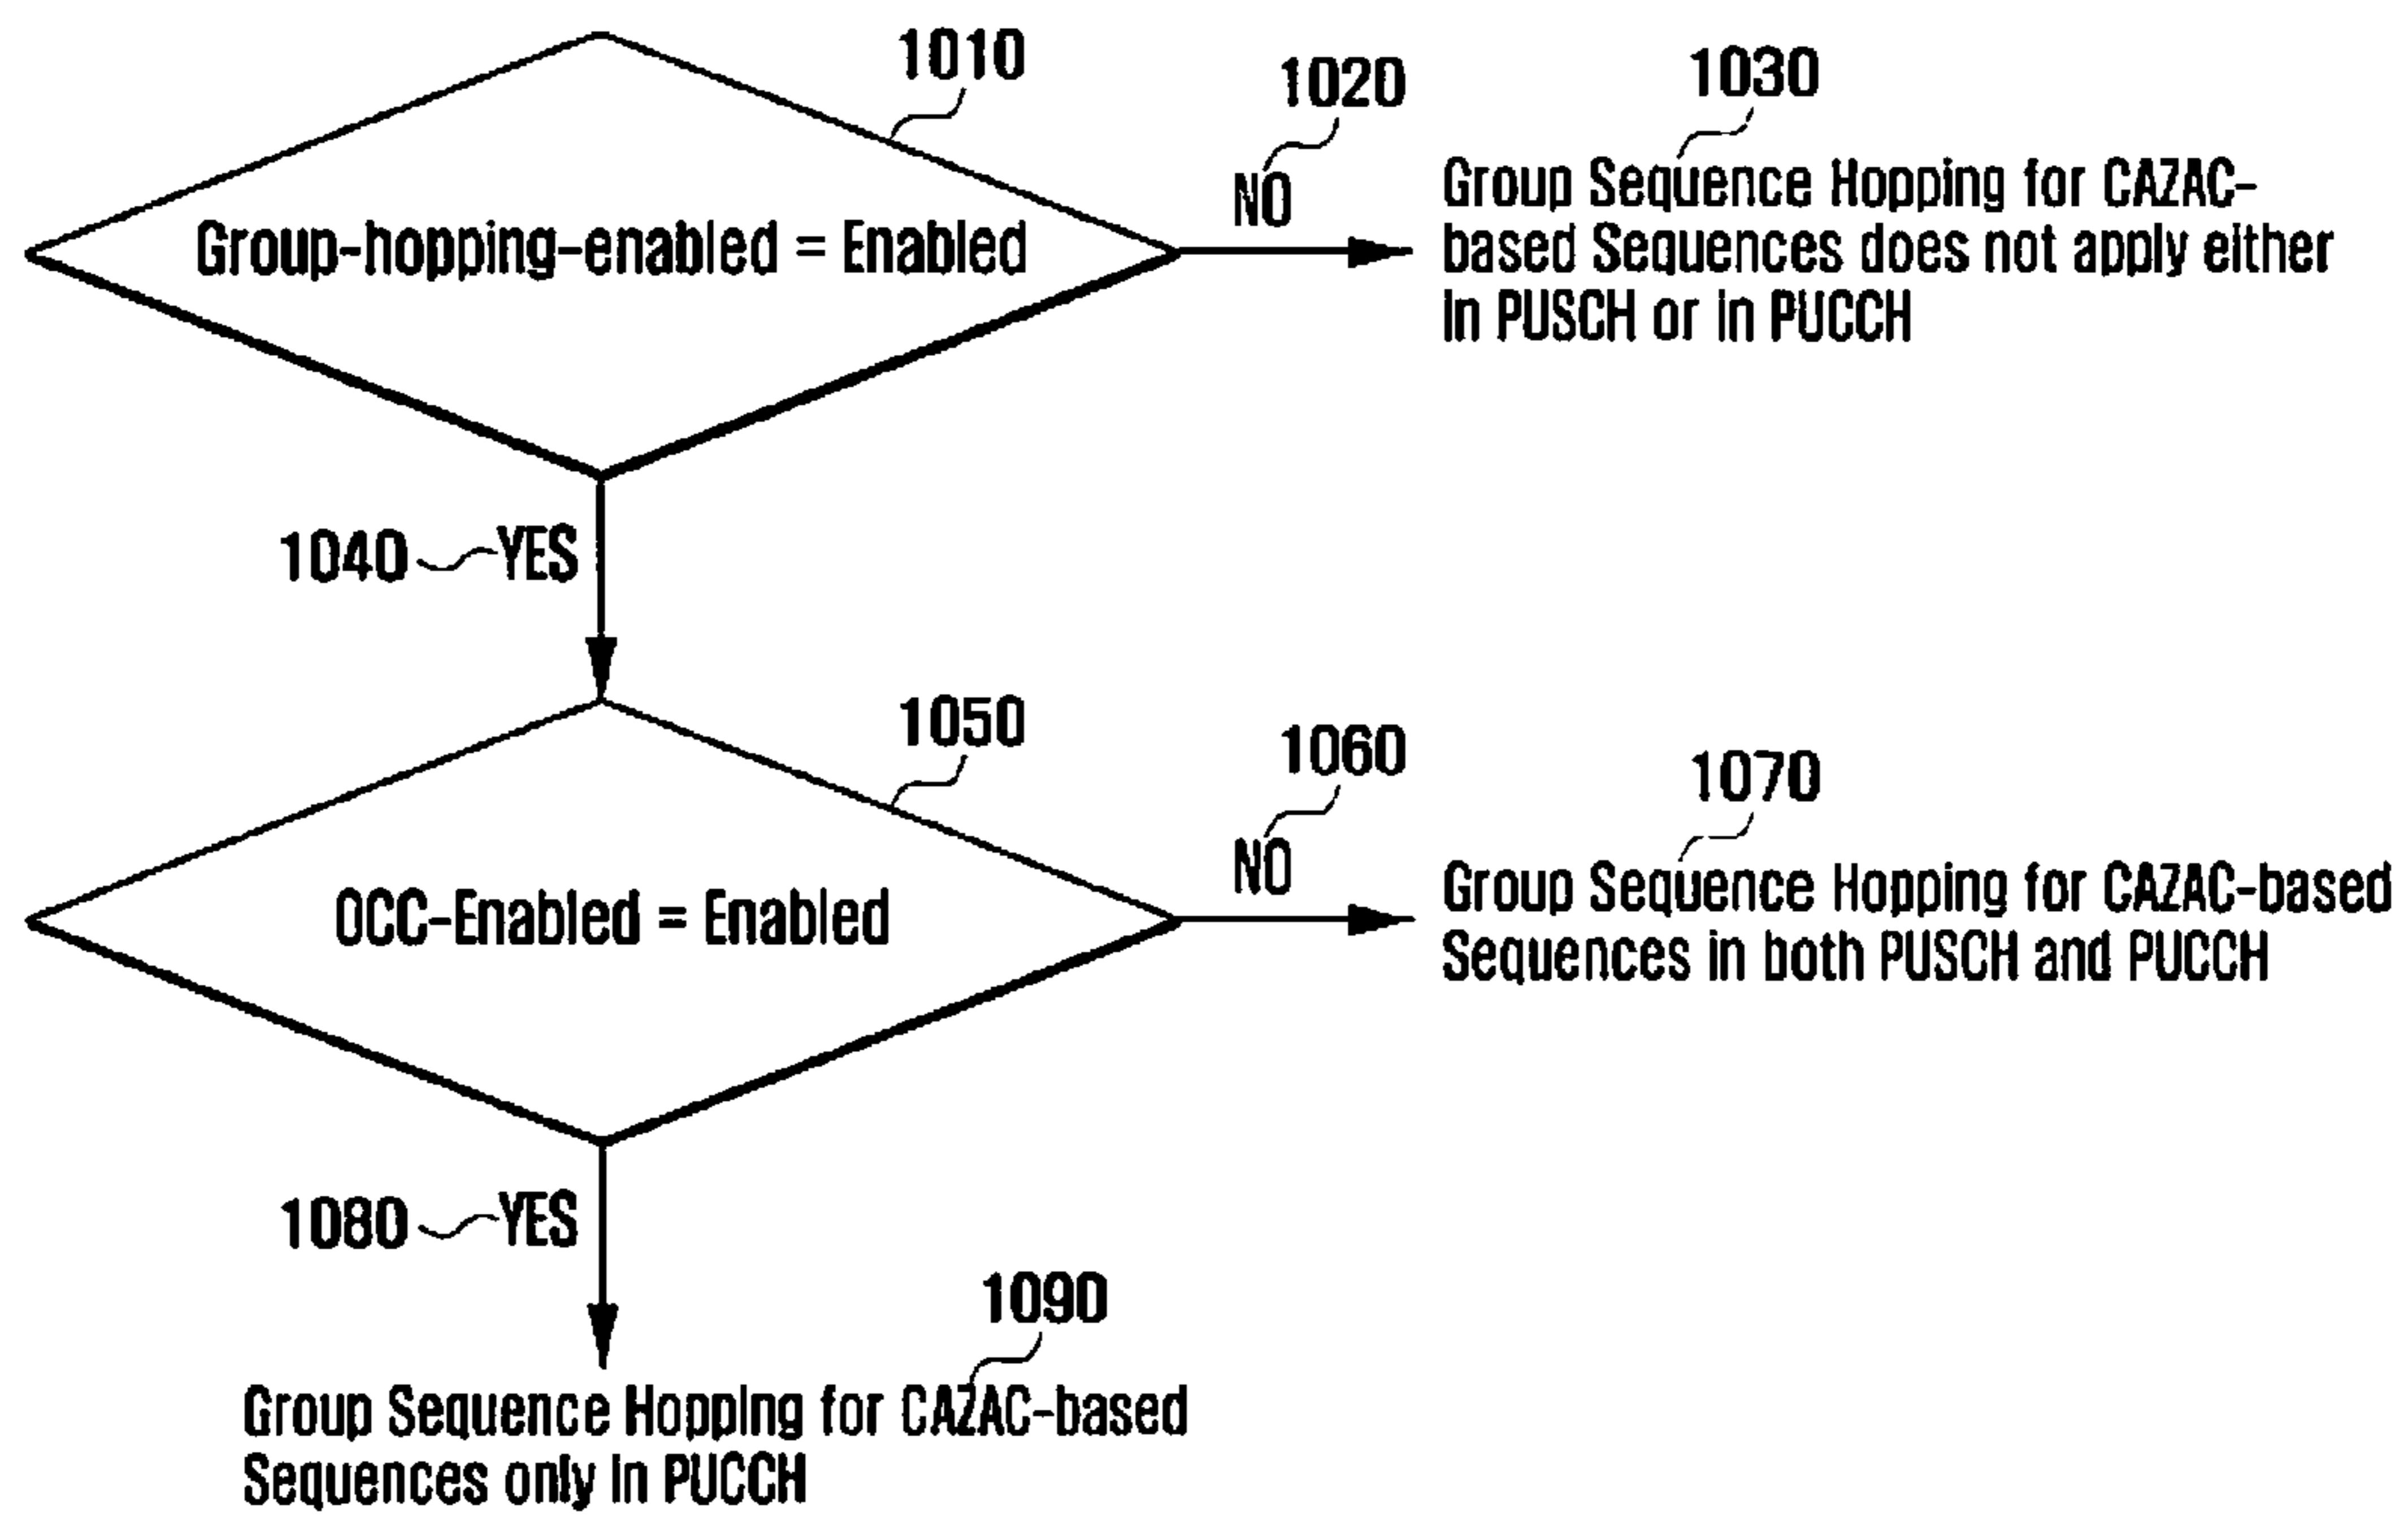 1010
1020
1030
Group-hopping-enabled = Enabled
NO
Group Sequence Hopping for CAZAC-
based Sequences does not apply either
in PUSCH or in PUCCH
1040
YES
1050
1060
1070
OCC-Enabled = Enabled
NO
Group Sequence Hopping for CAZAC-based
Sequences in both PUSCH and PUCCH
1080
YES
1090
Group Sequence Hopping for CAZAC-based
Sequences only in PUCCH